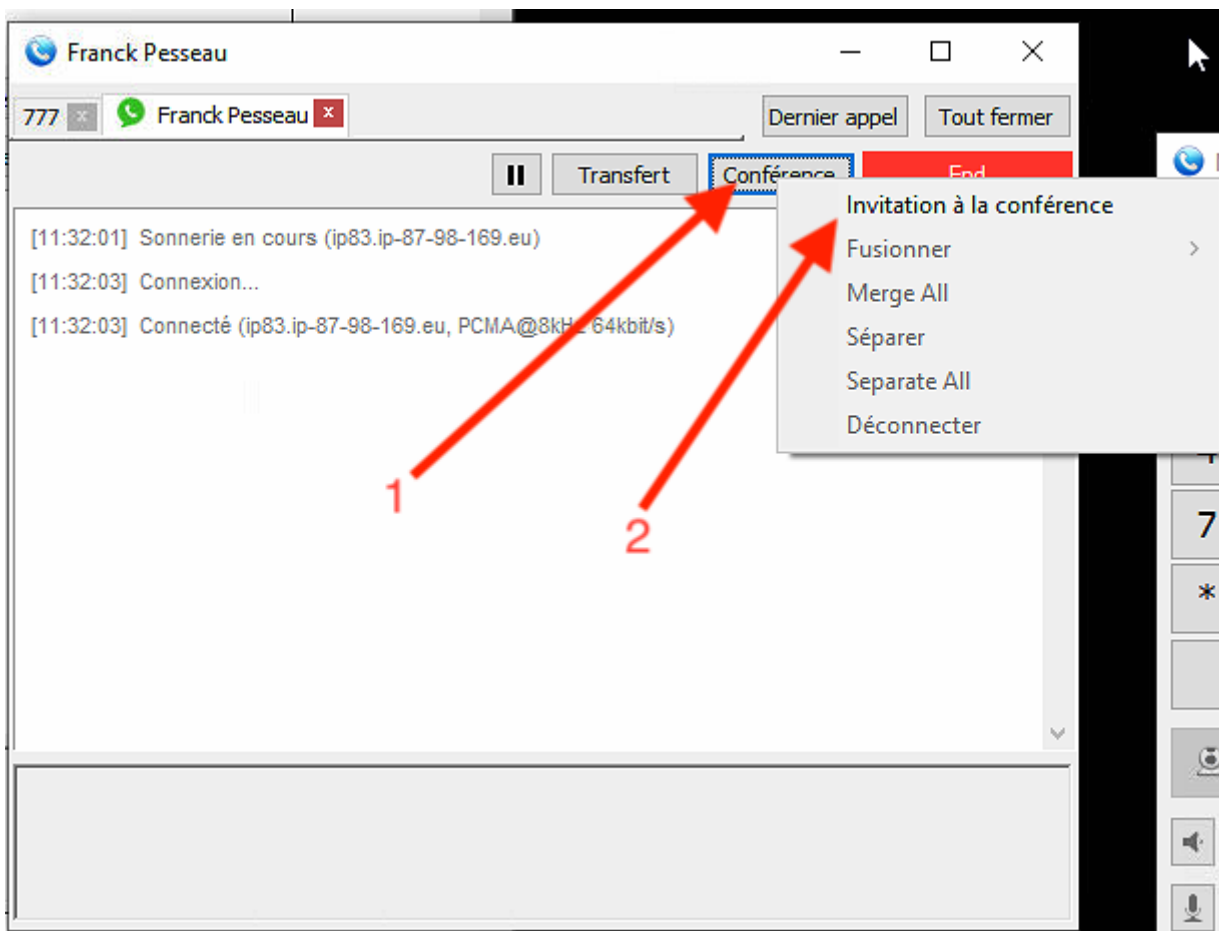 Franck Pesseau
777 x Franck Pesseau x Dernier appel Tout fermer
Transfert Conférence End
Invitation à la conférence
Fusionner
Merge All
Séparer
Separate All
Déconnecter
[11:32:01] Sonnerie en cours (ip83.ip-87-98-169.eu)
[11:32:03] Connexion...
[11:32:03] Connecté (ip83.ip-87-98-169.eu, PCMA@8kHz 64kbit/s)
1
2
7
*